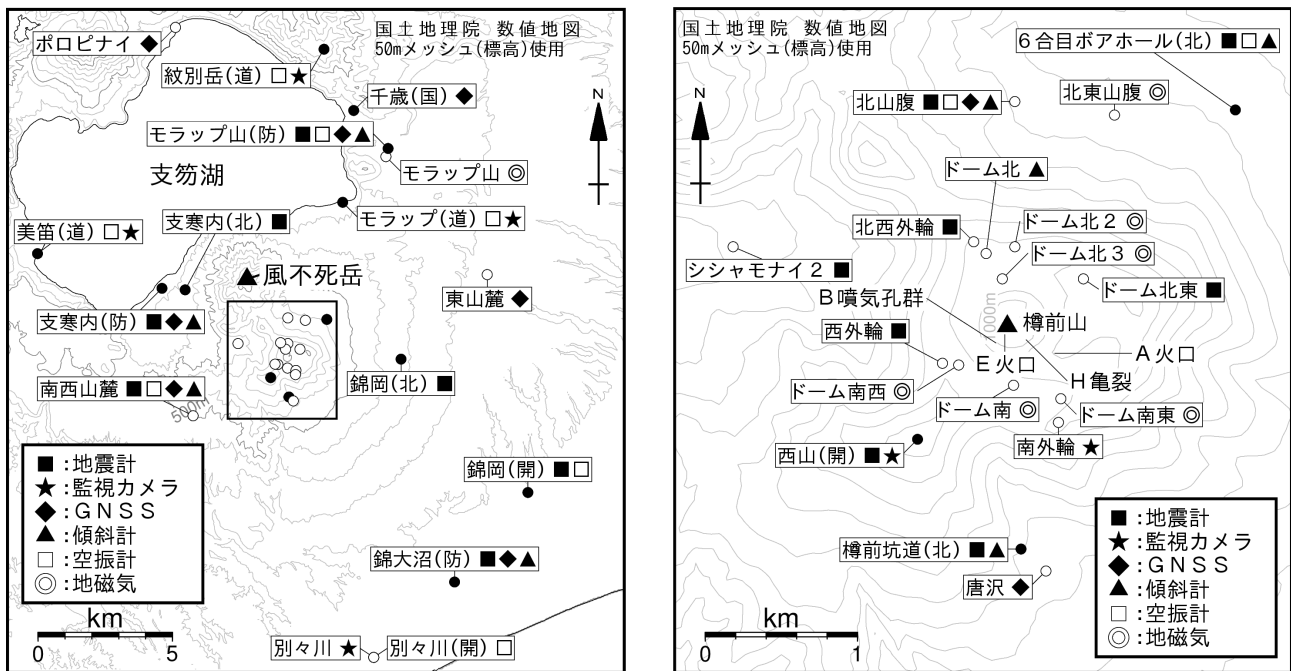 国土地理院 数値地図
50mメッシュ(標高)使用
ポロピナイ ◆
紋別岳(道) □★
千歳(国) ◆
N
モラップ山(防) ■□◆▲
モラップ山 ◎
支笏湖
支寒内(北) ■
モラップ(道) □★
美笛(道) □★
風不死岳
東山麓 ◆
支寒内(防) ■◆▲
南西山麓 ■□◆▲
500m
錦岡(北) ■
錦岡(開) ■□
■:地震計
★:監視カメラ
◆:GNSS
▲:傾斜計
□:空振計
◎:地磁気
錦大沼(防) ■◆▲
km
0 5
別々川 ★
別々川(開) □
国土地理院 数値地図
50mメッシュ(標高)使用
6合目ボアホール(北) ■□▲
N
北山腹 ■□◆▲
北東山腹 ◎
ドーム北 ▲
北西外輪 ■
ドーム北2 ◎
ドーム北3 ◎
シシャモナイ2 ■
ドーム北東 ■
B噴気孔群
000m
樽前山
西外輪 ■
E火口
A火口
H亀裂
ドーム南西 ◎
ドーム南 ◎
ドーム南東 ◎
南外輪 ★
西山(開) ■★
樽前坑道(北) ■▲
唐沢 ◆
■:地震計
★:監視カメラ
◆:GNSS
▲:傾斜計
□:空振計
◎:地磁気
km
0 1